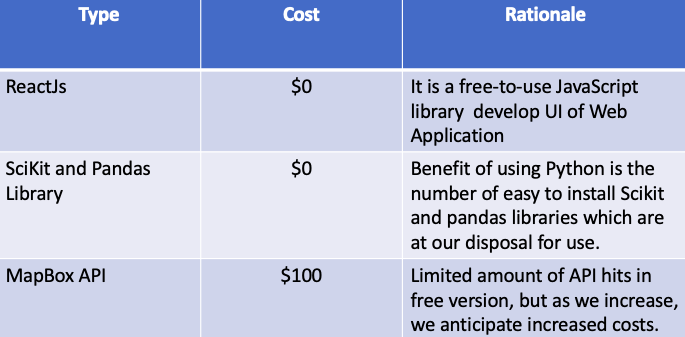 Type Cost Rationale
ReactJs $0 It is a free-to-use JavaScript
library develop UI of Web
Application
SciKit and Pandas $0 Benefit of using Python is the
Library number of easy to install Scikit
and pandas libraries which are
at our disposal for use.
MapBox API $100 Limited amount of API hits in
free version, but as we increase,
we anticipate increased costs.